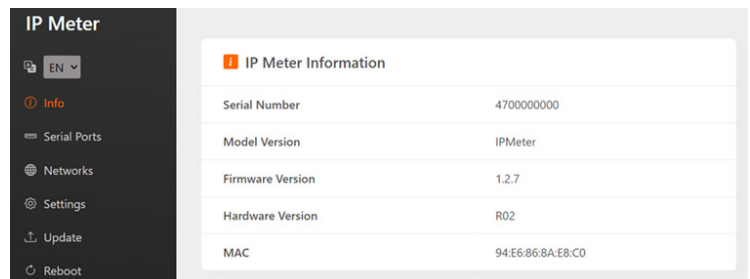 IP Meter
EN
Info
Serial Ports
Networks
Settings
Update
Reboot
IP Meter Information
Serial Number 4700000000
Model Version IPMeter
Firmware Version 1.2.7
Hardware Version R02
MAC 94:E6:86:8A:E8:C0